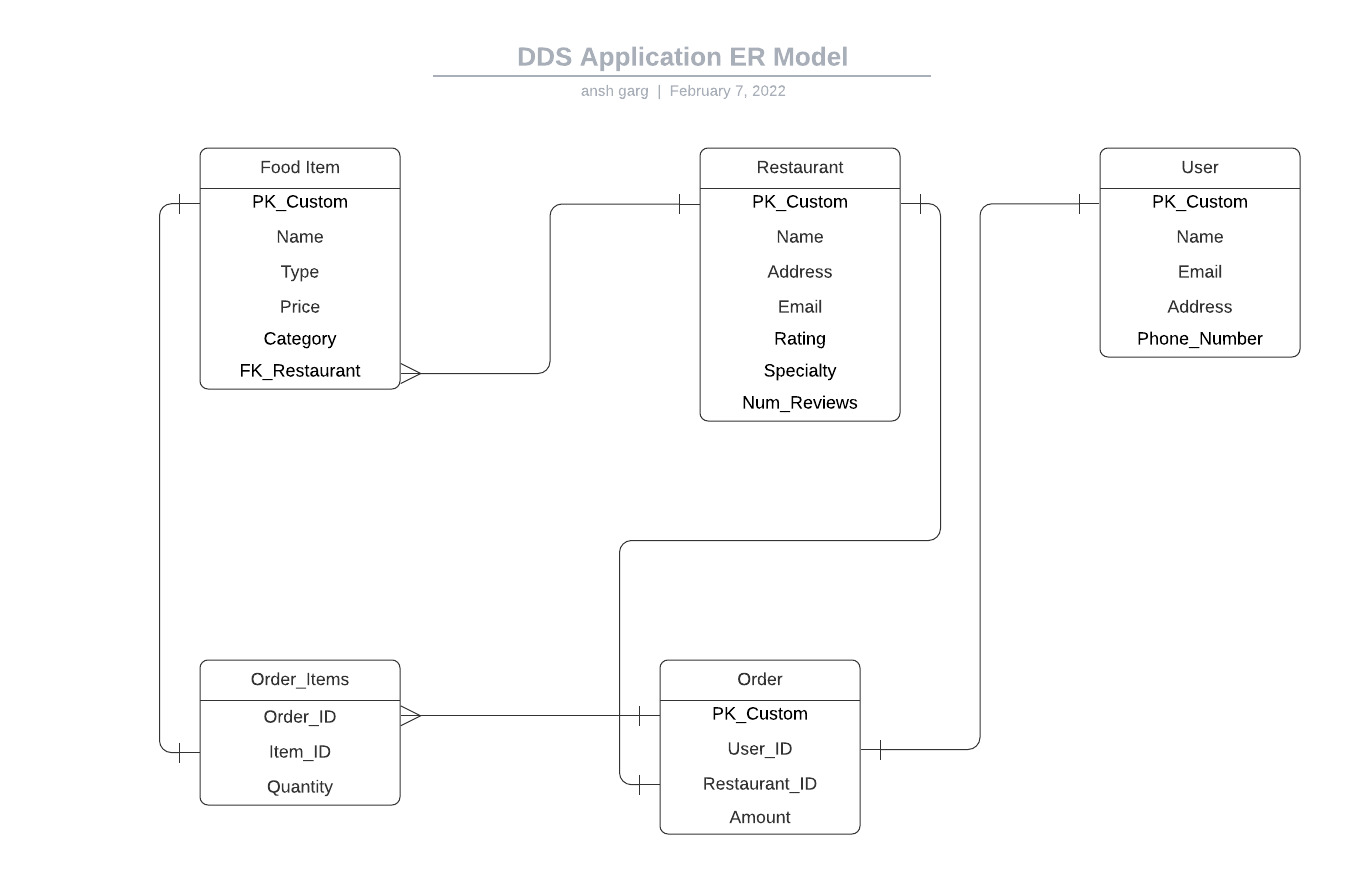 DDS Application ER Model
ansh garg | February 7, 2022
Food Item
PK_Custom
Name
Type
Price
Category
FK_Restaurant
Restaurant
PK_Custom
Name
Address
Email
Rating
Specialty
Num_Reviews
User
PK_Custom
Name
Email
Address
Phone_Number
Order_Items
Order_ID
Item_ID
Quantity
Order
PK_Custom
User_ID
Restaurant_ID
Amount